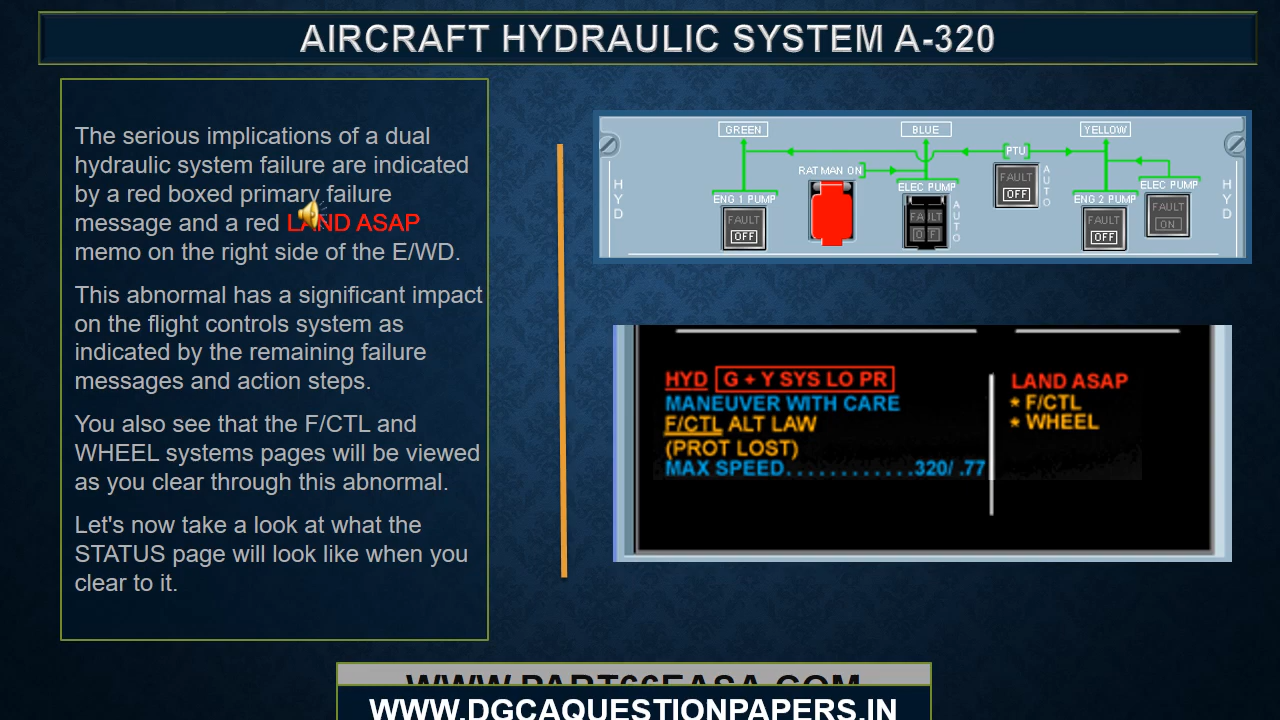 AIRCRAFT HYDRAULIC SYSTEM A-320
The serious implications of a dual
hydraulic system failure are indicated
by a red boxed primary failure
message and a red LAND ASAP
memo on the right side of the E/WD.
This abnormal has a significant impact
on the flight controls system as
indicated by the remaining failure
messages and action steps.
You also see that the F/CTL and
WHEEL systems pages will be viewed
as you clear through this abnormal.
Let's now take a look at what the
STATUS page will look like when you
clear to it.
GREEN BLUE YELLOW
PTU
RAT MAN ON
HYD
ENG 1 PUMP
FAULT
OFF
ELEC PUMP
FAULT
OFF
AUTO
FAULT
OFF
AUTO
ENG 2 PUMP
FAULT
OFF
ELEC PUMP
FAULT
ON
HYD
HYD G + Y SYS LO PR
MANEUVER WITH CARE
F/CTL ALT LAW
(PROT LOST)
MAX SPEED............320/ .77
LAND ASAP
* F/CTL
* WHEEL
WWW.PART66EASA.COM
WWW.DGCAQUESTIONPAPERS.IN